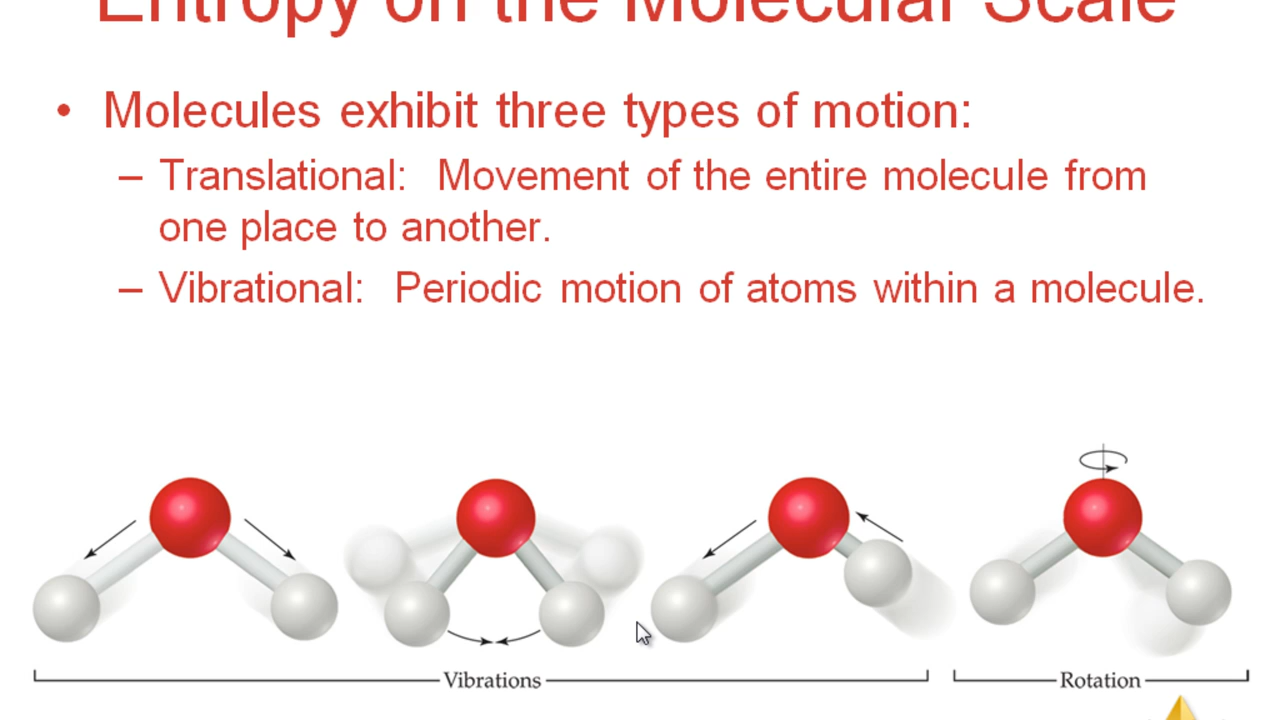 Entropy on the Molecular Scale
• Molecules exhibit three types of motion:
– Translational: Movement of the entire molecule from
one place to another.
– Vibrational: Periodic motion of atoms within a molecule.
Vibrations
Rotation